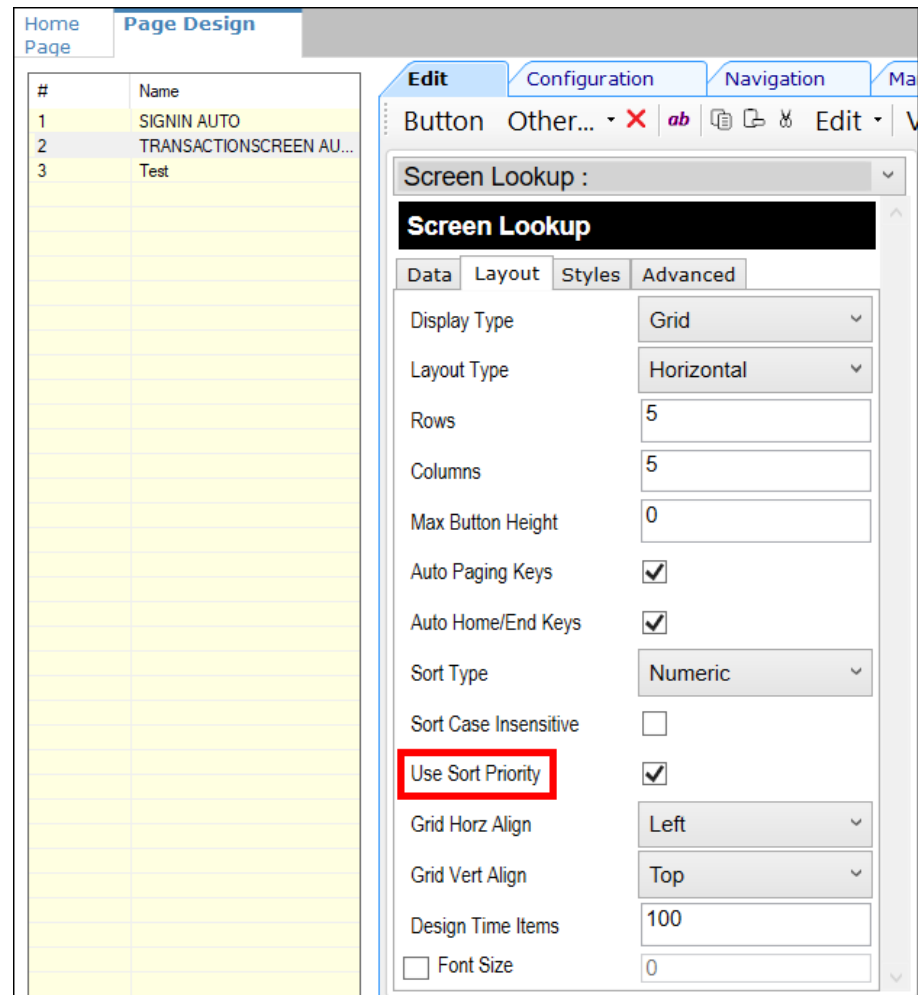 Home Page
Page Design
# Name
1 SIGNIN AUTO
2 TRANSACTIONSCREEN AU...
3 Test
Edit Configuration Navigation Ma
Button Other... ab Edit V
Screen Lookup :
Screen Lookup
Data Layout Styles Advanced
Display Type Grid
Layout Type Horizontal
Rows 5
Columns 5
Max Button Height 0
Auto Paging Keys
Auto Home/End Keys
Sort Type Numeric
Sort Case Insensitive
Use Sort Priority
Grid Horz Align Left
Grid Vert Align Top
Design Time Items 100
Font Size 0